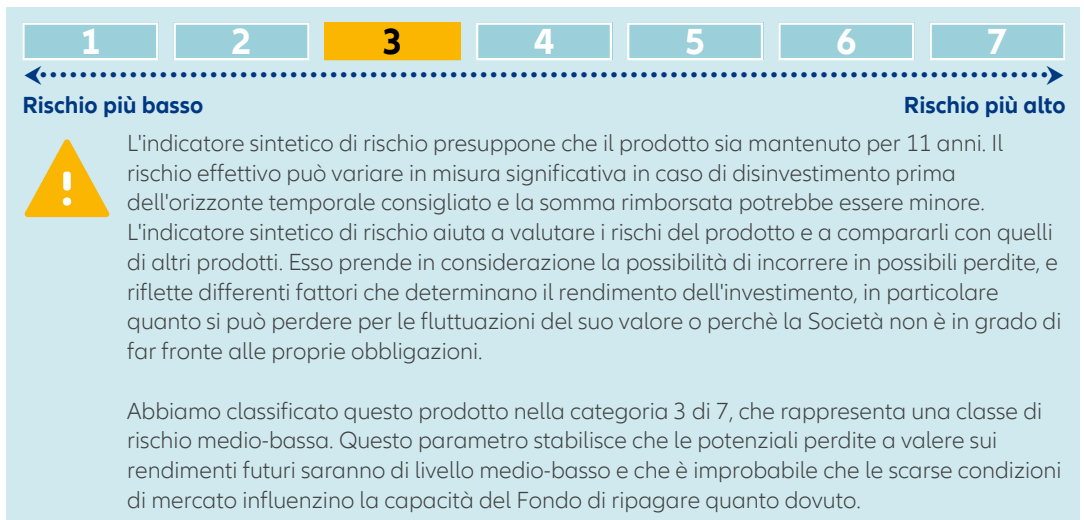 1 2 3 4 5 6 7
Rischio più basso Rischio più alto
L'indicatore sintetico di rischio presuppone che il prodotto sia mantenuto per 11 anni. Il
rischio effettivo può variare in misura significativa in caso di disinvestimento prima
dell'orizzonte temporale consigliato e la somma rimborsata potrebbe essere minore.
L'indicatore sintetico di rischio aiuta a valutare i rischi del prodotto e a compararli con quelli
di altri prodotti. Esso prende in considerazione la possibilità di incorrere in possibili perdite, e
riflette differenti fattori che determinano il rendimento dell'investimento, in particolare
quanto si può perdere per le fluttuazioni del suo valore o perchè la Società non è in grado di
far fronte alle proprie obbligazioni.
Abbiamo classificato questo prodotto nella categoria 3 di 7, che rappresenta una classe di
rischio medio-bassa. Questo parametro stabilisce che le potenziali perdite a valere sui
rendimenti futuri saranno di livello medio-basso e che è improbabile che le scarse condizioni
di mercato influenzino la capacità del Fondo di ripagare quanto dovuto.